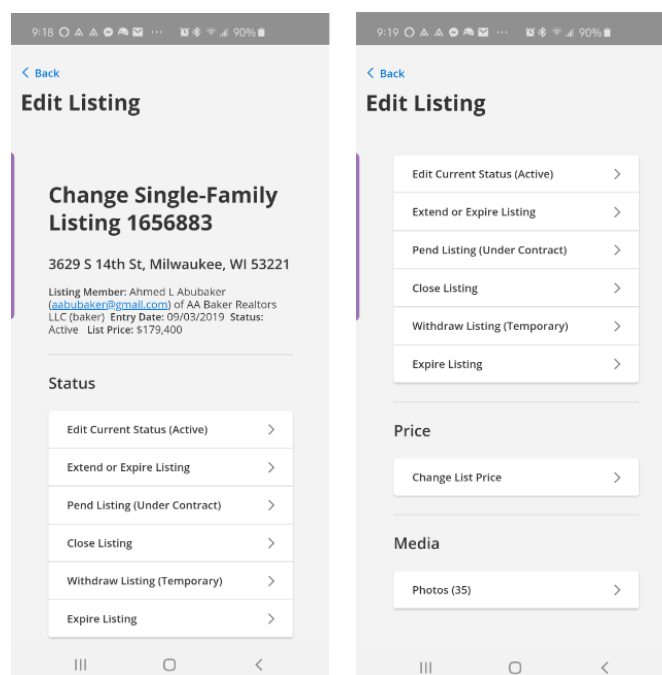 9:18
90%
Back
Edit Listing
Change Single-Family
Listing 1656883
3629 S 14th St, Milwaukee, WI 53221
Listing Member: Ahmed L Abubaker
(aabubaker@gmail.com) of AA Baker Realtors
LLC (baker) Entry Date: 09/03/2019 Status:
Active List Price: $179,400
Status
Edit Current Status (Active)
Extend or Expire Listing
Pend Listing (Under Contract)
Close Listing
Withdraw Listing (Temporary)
Expire Listing
9:19
90%
Back
Edit Listing
Edit Current Status (Active)
Extend or Expire Listing
Pend Listing (Under Contract)
Close Listing
Withdraw Listing (Temporary)
Expire Listing
Price
Change List Price
Media
Photos (35)